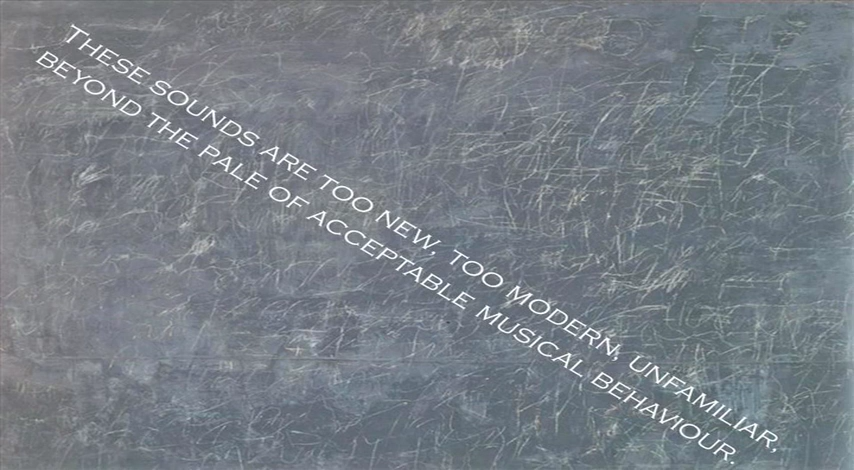 These sounds are too new, too modern, unfamiliar,
beyond the pale of acceptable musical behaviour.